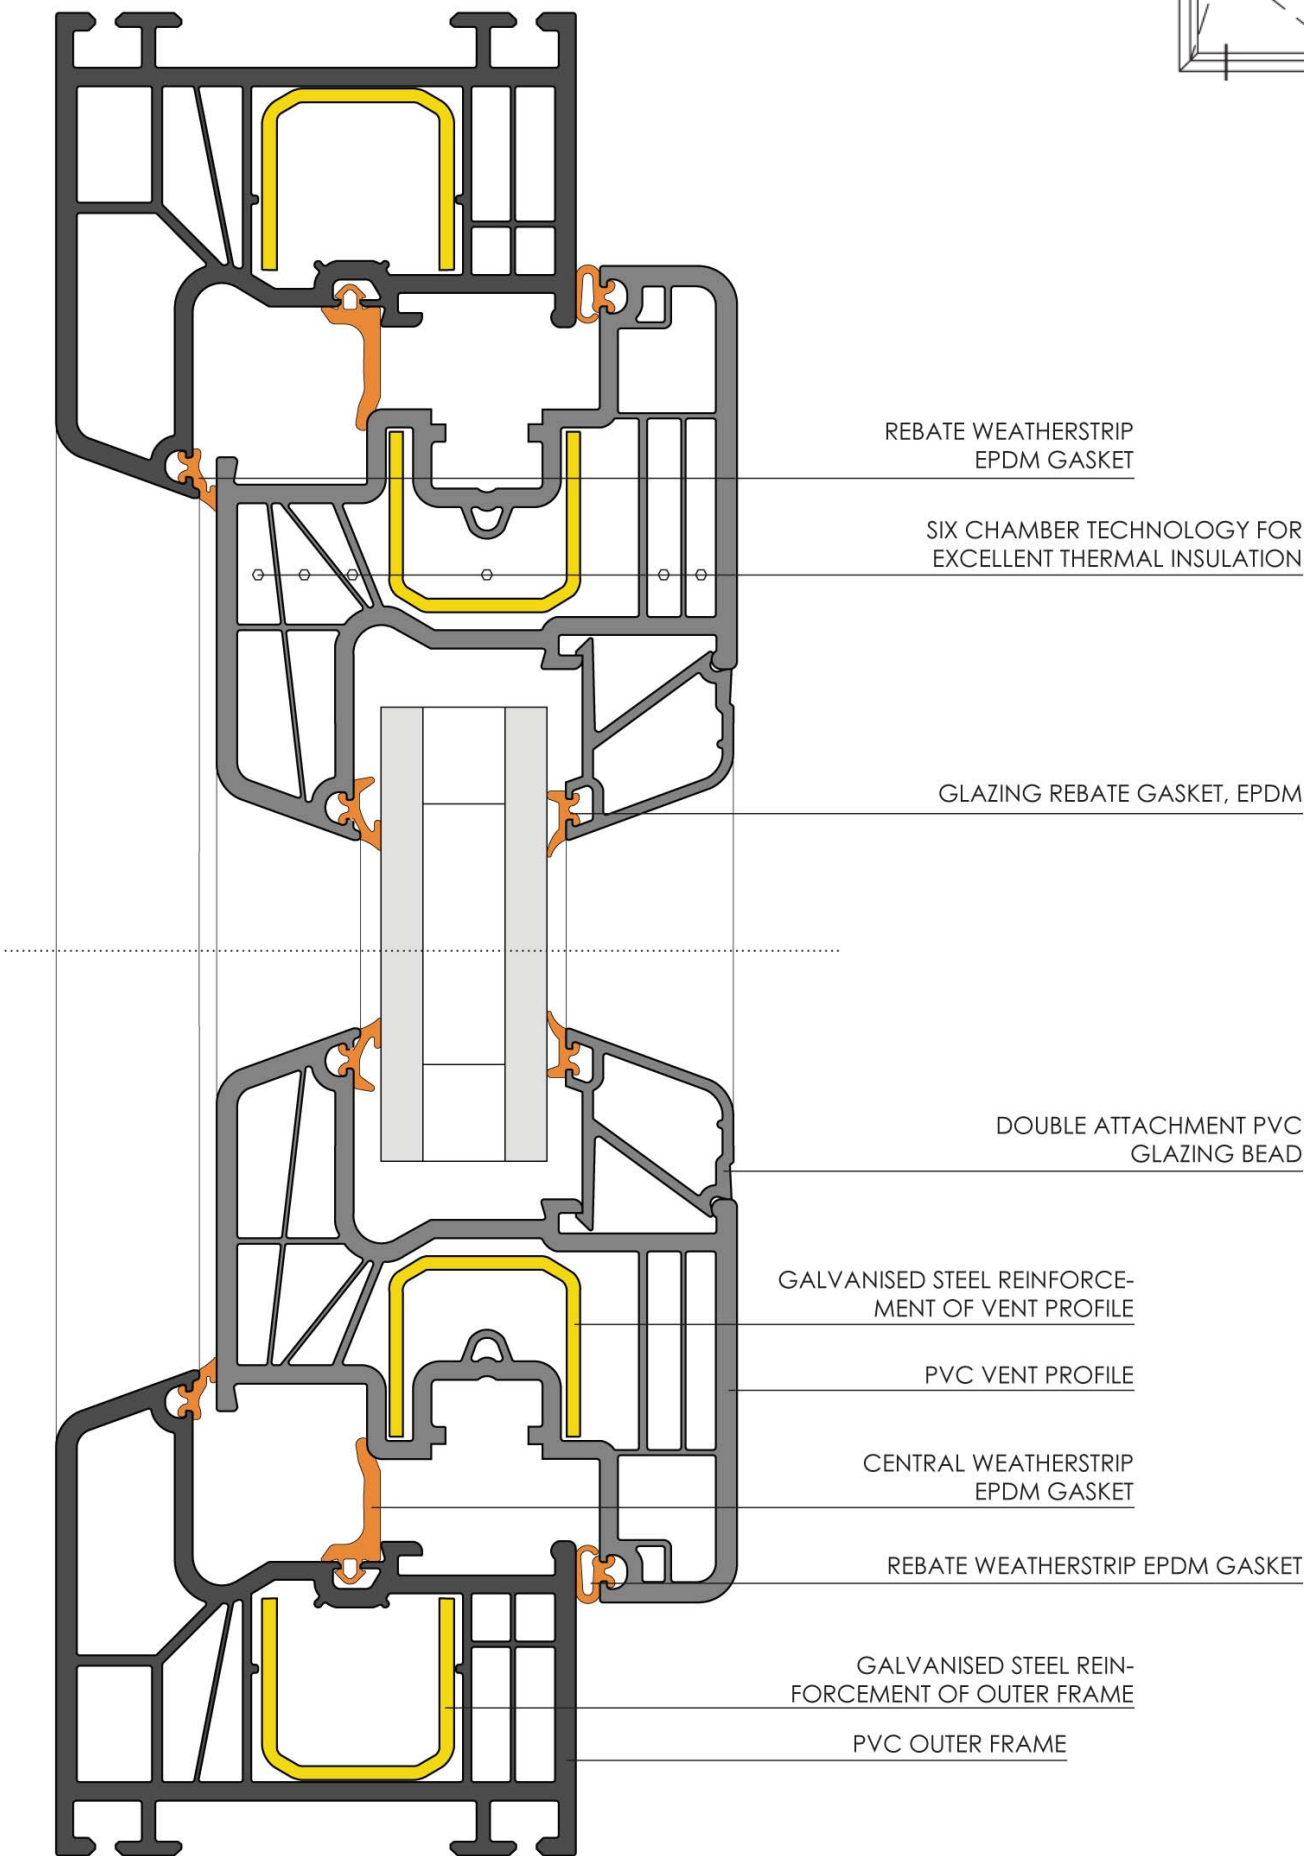 REBATE WEATHERSTRIP
EPDM GASKET
SIX CHAMBER TECHNOLOGY FOR
EXCELLENT THERMAL INSULATION
GLAZING REBATE GASKET, EPDM
DOUBLE ATTACHMENT PVC
GLAZING BEAD
GALVANISED STEEL REINFORCE-
MENT OF VENT PROFILE
PVC VENT PROFILE
CENTRAL WEATHERSTRIP
EPDM GASKET
REBATE WEATHERSTRIP EPDM GASKET
GALVANISED STEEL REIN-
FORCEMENT OF OUTER FRAME
PVC OUTER FRAME